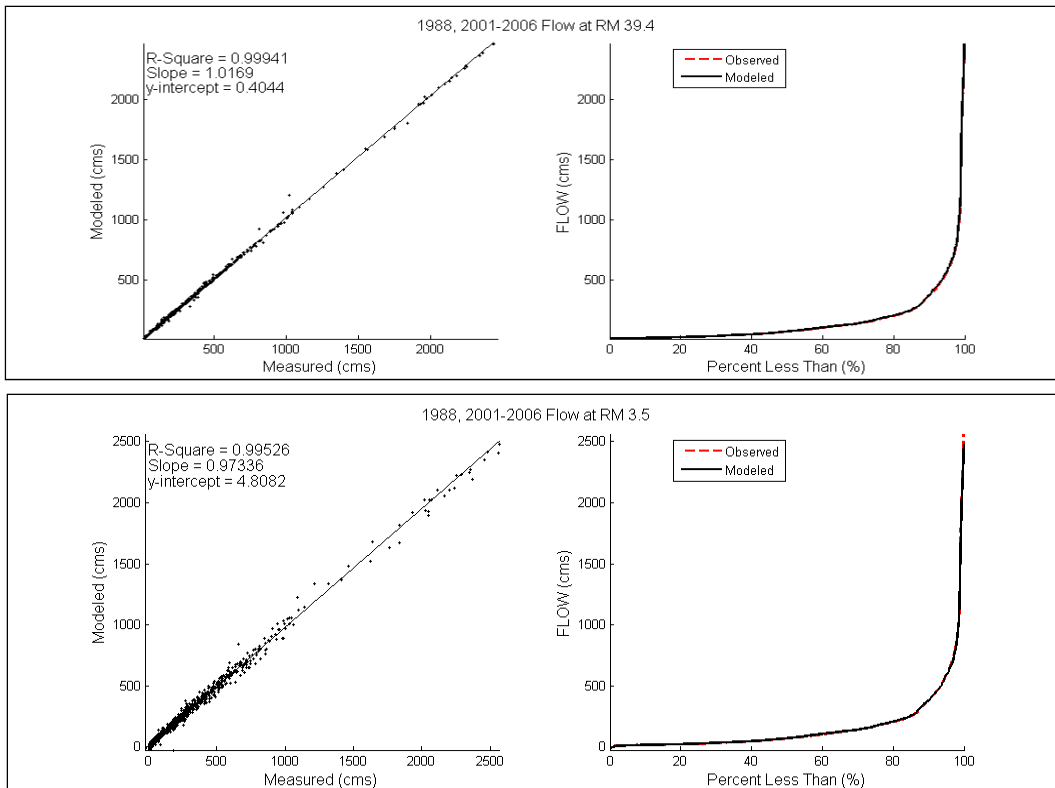 1988, 2001-2006 Flow at RM 39.4
R-Square = 0.99941
Slope = 1.0169
y-intercept = 0.4044
2000
1500
1000
500
Modeled (cms)
500 1000 1500 2000
Measured (cms)
Observed
Modeled
2000
1500
1000
500
FLOW (cms)
0 20 40 60 80 100
Percent Less Than (%)
1988, 2001-2006 Flow at RM 3.5
R-Square = 0.99526
Slope = 0.97336
y-intercept = 4.8082
2500
2000
1500
1000
500
0
Modeled (cms)
0 500 1000 1500 2000 2500
Measured (cms)
Observed
Modeled
2500
2000
1500
1000
500
0
FLOW (cms)
0 20 40 60 80 100
Percent Less Than (%)